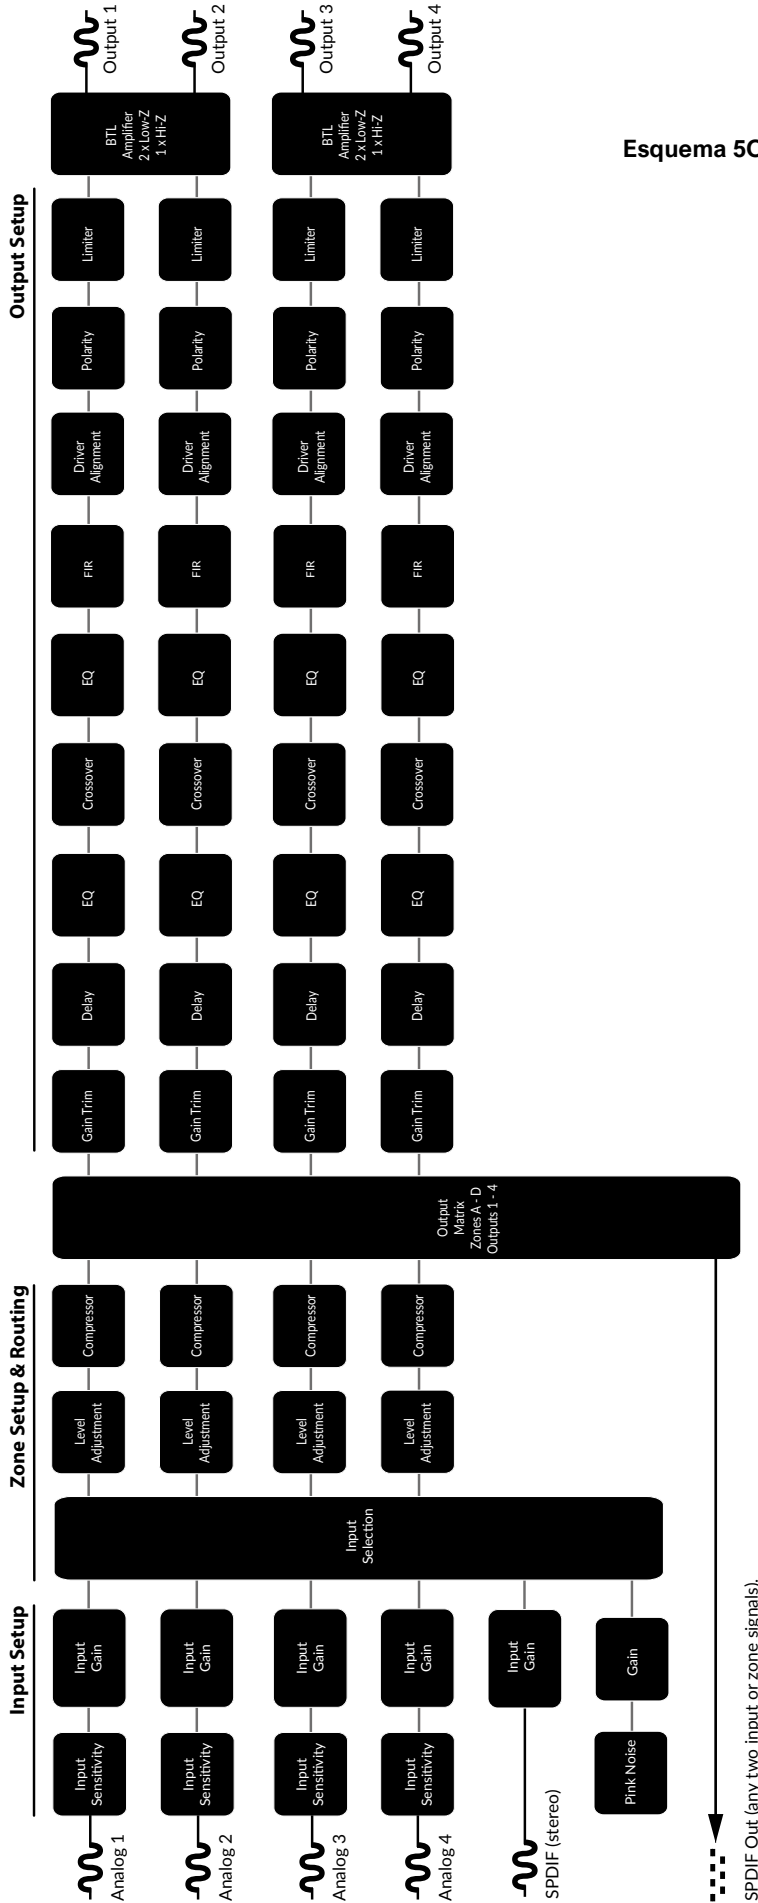 Esquema 5C
Input Setup
Zone Setup & Routing
Output Setup
Analog 1
Input
Sensitivity
Input
Gain
Level
Adjustment
Compressor
Gain Trim
Delay
EQ
Crossover
EQ
FIR
Driver
Alignment
Polarity
Limiter
BTL
Amplifier
2 x Low-Z
1 x Hi-Z
Output 1
Analog 2
Input
Sensitivity
Input
Gain
Level
Adjustment
Compressor
Gain Trim
Delay
EQ
Crossover
EQ
FIR
Driver
Alignment
Polarity
Limiter
Output 2
Analog 3
Input
Sensitivity
Input
Gain
Input
Selection
Level
Adjustment
Compressor
Gain Trim
Delay
EQ
Crossover
EQ
FIR
Driver
Alignment
Polarity
Limiter
BTL
Amplifier
2 x Low-Z
1 x Hi-Z
Output 3
Analog 4
Input
Sensitivity
Input
Gain
Level
Adjustment
Compressor
Output
Matrix
Zones A - D
Outputs 1 - 4
Gain Trim
Delay
EQ
Crossover
EQ
FIR
Driver
Alignment
Polarity
Limiter
Output 4
SPDIF (stereo)
Input
Gain
Pink Noise
Gain
SPDIF Out (any two input or zone signals).